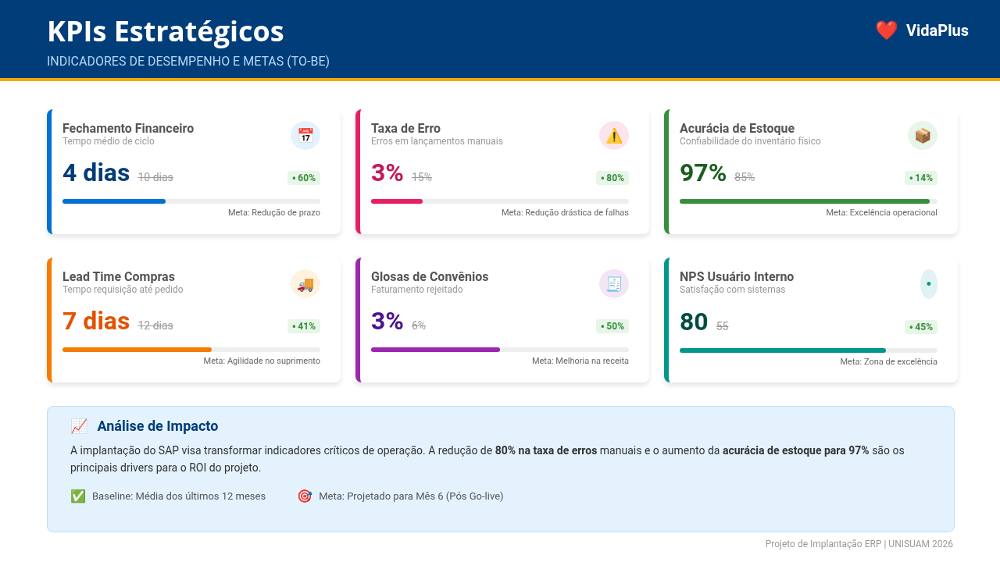 KPIs Estratégicos
INDICADORES DE DESEMPENHO E METAS (TO-BE)
❤️ VidaPlus
Fechamento Financeiro
Tempo médio de ciclo
4 dias 10 dias
• 60%
Meta: Redução de prazo
Taxa de Erro
Erros em lançamentos manuais
3% 15%
• 80%
Meta: Redução drástica de falhas
Acurácia de Estoque
Confiabilidade do inventário físico
97% 85%
• 14%
Meta: Excelência operacional
Lead Time Compras
Tempo requisição até pedido
7 dias 12 dias
• 41%
Meta: Agilidade no suprimento
Glosas de Convênios
Faturamento rejeitado
3% 6%
• 50%
Meta: Melhoria na receita
NPS Usuário Interno
Satisfação com sistemas
80 55
• 45%
Meta: Zona de excelência
Análise de Impacto
A implantação do SAP visa transformar indicadores críticos de operação. A redução de 80% na taxa de erros manuais e o aumento da acurácia de estoque para 97% são os
principais drivers para o ROI do projeto.
Baseline: Média dos últimos 12 meses
Meta: Projetado para Mês 6 (Pós Go-live)
Projeto de Implantação ERP | UNISUAM 2026